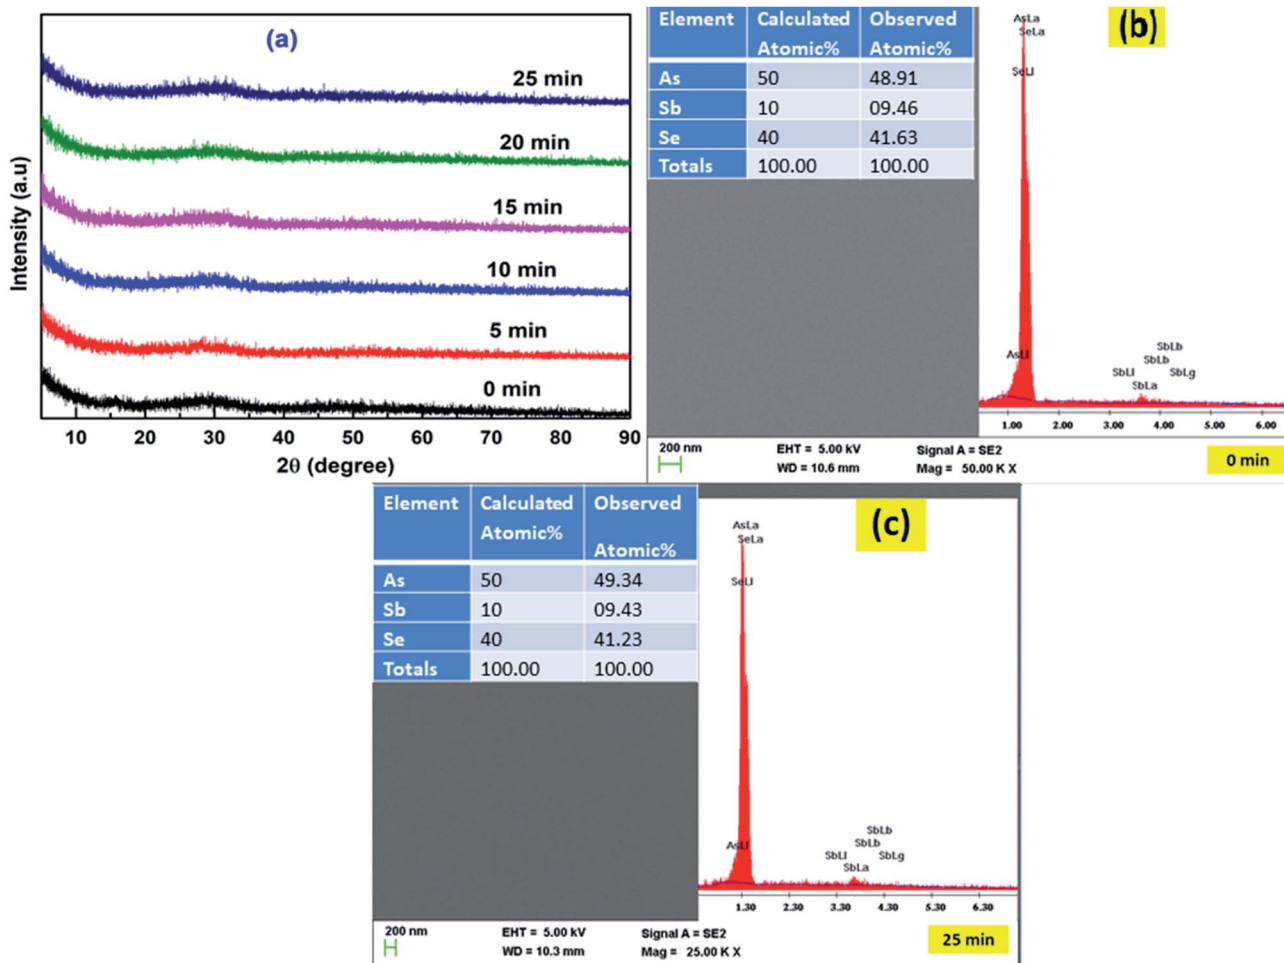 (a)
25 min
20 min
15 min
10 min
5 min
0 min
Intensity (a.u)
10 20 30 40 50 60 70 80 90
2θ (degree)
Element Calculated Atomic% Observed Atomic%
As 50 48.91
Sb 10 09.46
Se 40 41.63
Totals 100.00 100.00
(b)
AsLa
SeLa
SeLl
AsLl
SbLb
SbLb
SbLl SbLg
SbLa
1.00 2.00 3.00 4.00 5.00 6.00
200 nm EHT = 5.00 kV Signal A = SE2
WD = 10.6 mm Mag = 50.00 K X
0 min
Element Calculated Atomic% Observed Atomic%
As 50 49.34
Sb 10 09.43
Se 40 41.23
Totals 100.00 100.00
(c)
AsLa
SeLa
SeLl
AsLl
SbLb
SbLb
SbLl SbLg
SbLa
1.30 2.30 3.30 4.30 5.30 6.30
200 nm EHT = 5.00 kV Signal A = SE2
WD = 10.3 mm Mag = 25.00 K X
25 min